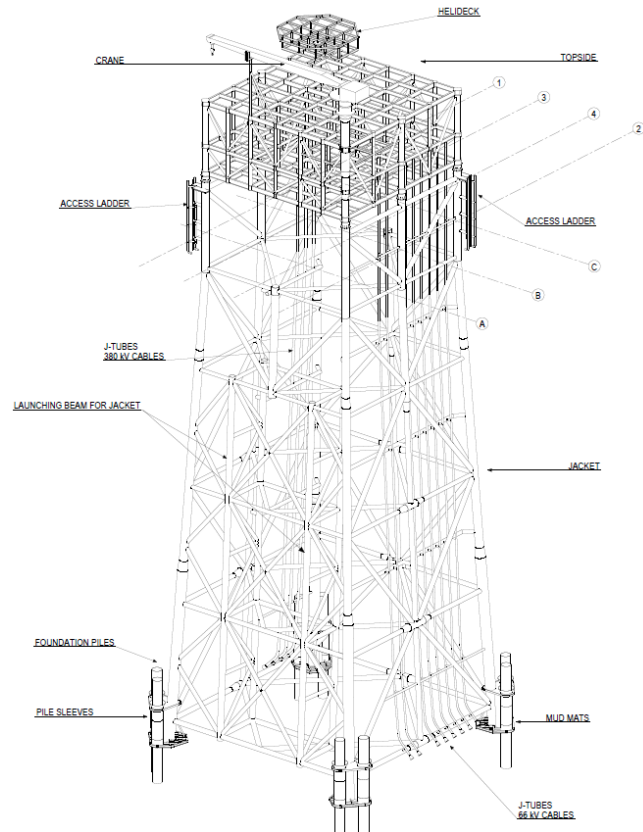 HELIDECK
CRANE
TOPSIDE
1
3
4
2
ACCESS LADDER
ACCESS LADDER
C
B
A
J-TUBES
380 kV CABLES
LAUNCHING BEAM FOR JACKET
JACKET
FOUNDATION PILES
PILE SLEEVES
MUD MATS
J-TUBES
66 kV CABLES